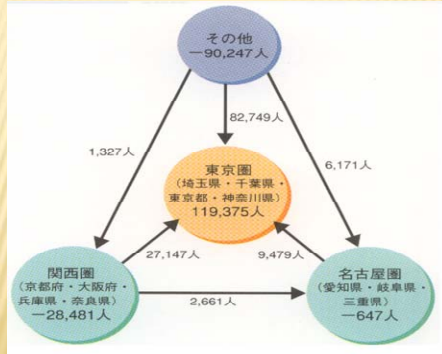 その他
－90,247人
82,749人
1,327人
6,171人
東京圏
(埼玉県・千葉県・
東京都・神奈川県)
119,375人
27,147人
9,479人
関西圏
(京都府・大阪府・
兵庫県・奈良県)
－28,481人
2,661人
名古屋圏
(愛知県・岐阜県・
三重県)
－647人